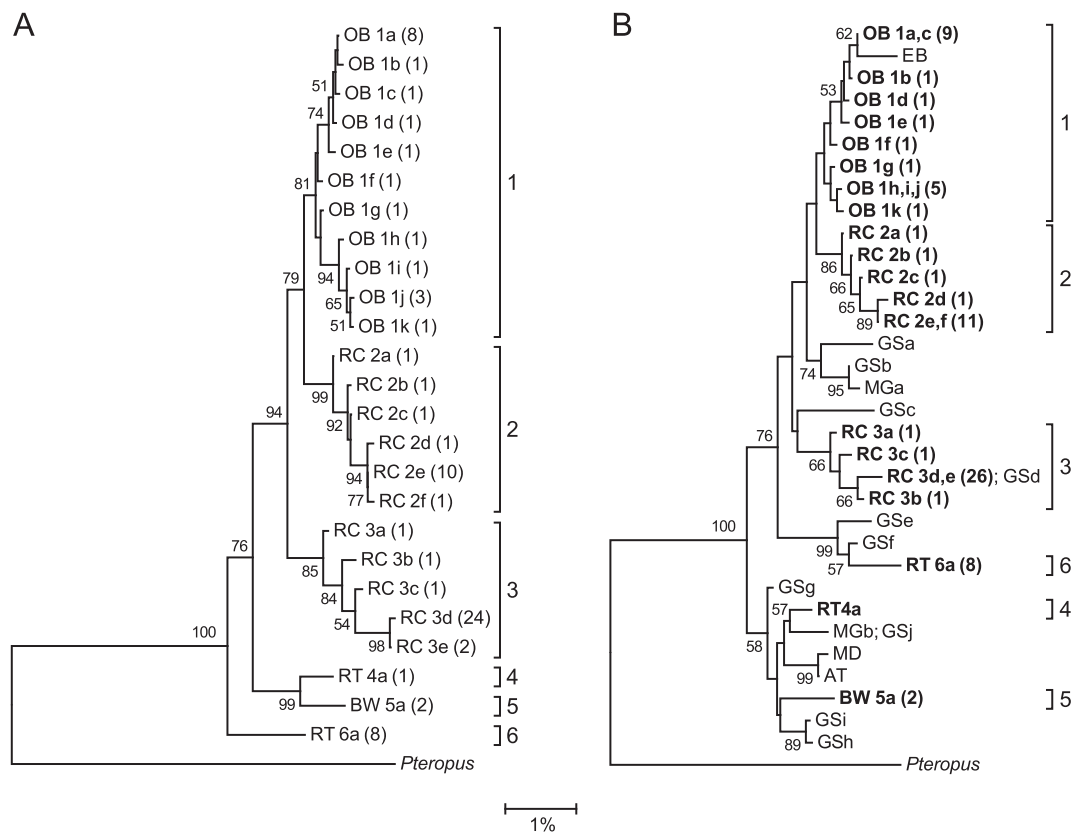 A
OB 1a (8)
OB 1b (1)
51
OB 1c (1)
74
OB 1d (1)
OB 1e (1)
81
OB 1f (1)
1
OB 1g (1)
OB 1h (1)
79
94
OB 1i (1)
65
OB 1j (3)
51
OB 1k (1)
RC 2a (1)
99
RC 2b (1)
94
92
RC 2c (1)
2
RC 2d (1)
94
RC 2e (10)
77
RC 2f (1)
RC 3a (1)
76
85
RC 3b (1)
84
RC 3c (1)
3
54
RC 3d (24)
100
98
RC 3e (2)
RT 4a (1)
4
99
BW 5a (2)
5
RT 6a (8)
6
Pteropus
B
62
OB 1a,c (9)
EB
OB 1b (1)
53
OB 1d (1)
OB 1e (1)
1
OB 1f (1)
OB 1g (1)
OB 1h,i,j (5)
OB 1k (1)
RC 2a (1)
86
RC 2b (1)
66
RC 2c (1)
2
65
RC 2d (1)
89
RC 2e,f (11)
GSa
74
GSb
95
MGa
GSc
76
RC 3a (1)
66
RC 3c (1)
3
RC 3d,e (26); GSd
66
RC 3b (1)
GSe
100
99
GSf
57
RT 6a (8)
6
GSg
57
RT4a
4
58
MGb; GSj
MD
99
AT
BW 5a (2)
5
GSi
89
GSh
Pteropus
1%